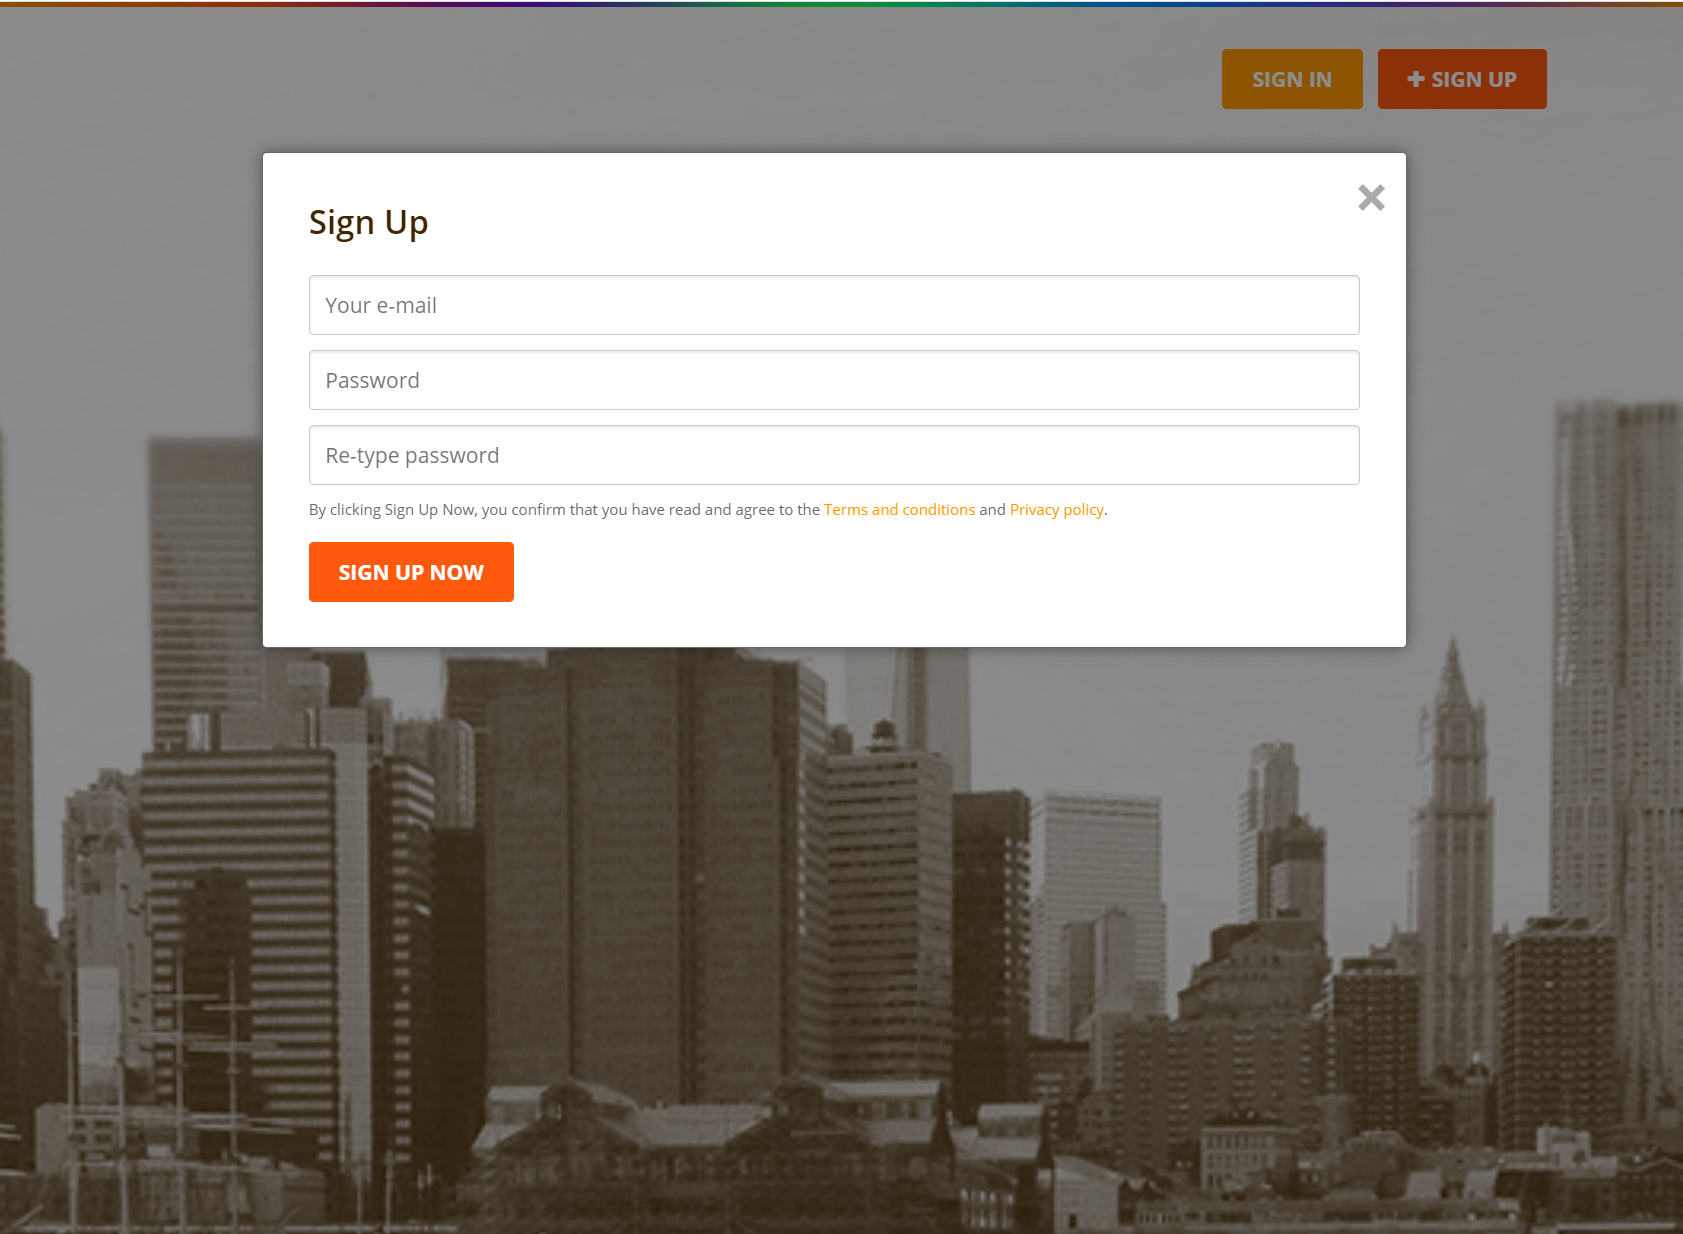 SIGN IN
+ SIGN UP
Sign Up
Your e-mail
Password
Re-type password
By clicking Sign Up Now, you confirm that you have read and agree to the Terms and conditions and Privacy policy.
SIGN UP NOW